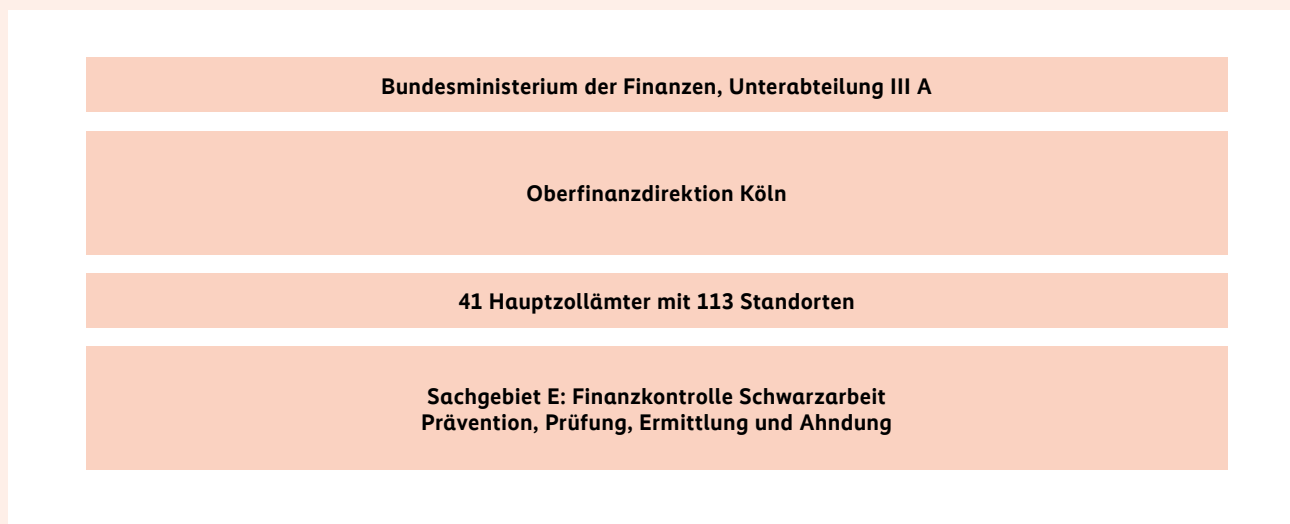 Bundesministerium der Finanzen, Unterabteilung III A
Oberfinanzdirektion Köln
41 Hauptzollämter mit 113 Standorten
Sachgebiet E: Finanzkontrolle Schwarzarbeit
Prävention, Prüfung, Ermittlung und Ahndung